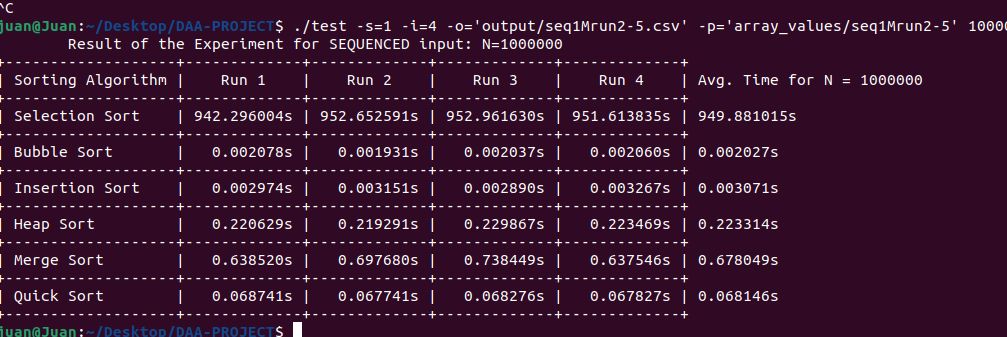 ^C
juan@Juan:~/Desktop/DAA-PROJECT$ ./test -s=1 -i=4 -o='output/seq1Mrun2-5.csv' -p='array_values/seq1Mrun2-5' 1000
        Result of the Experiment for SEQUENCED input: N=1000000
+-------------------+-------------+-------------+-------------+-------------+
| Sorting Algorithm |    Run 1    |    Run 2    |    Run 3    |    Run 4    | Avg. Time for N = 1000000
+-------------------+-------------+-------------+-------------+-------------+
| Selection Sort    | 942.296004s | 952.652591s | 952.961630s | 951.613835s | 949.881015s
+-------------------+-------------+-------------+-------------+-------------+
| Bubble Sort       |   0.002078s |   0.001931s |   0.002037s |   0.002060s | 0.002027s
+-------------------+-------------+-------------+-------------+-------------+
| Insertion Sort    |   0.002974s |   0.003151s |   0.002890s |   0.003267s | 0.003071s
+-------------------+-------------+-------------+-------------+-------------+
| Heap Sort         |   0.220629s |   0.219291s |   0.229867s |   0.223469s | 0.223314s
+-------------------+-------------+-------------+-------------+-------------+
| Merge Sort        |   0.638520s |   0.697680s |   0.738449s |   0.637546s | 0.678049s
+-------------------+-------------+-------------+-------------+-------------+
| Quick Sort        |   0.068741s |   0.067741s |   0.068276s |   0.067827s | 0.068146s
+-------------------+-------------+-------------+-------------+-------------+
juan@Juan:~/Desktop/DAA-PROJECT$